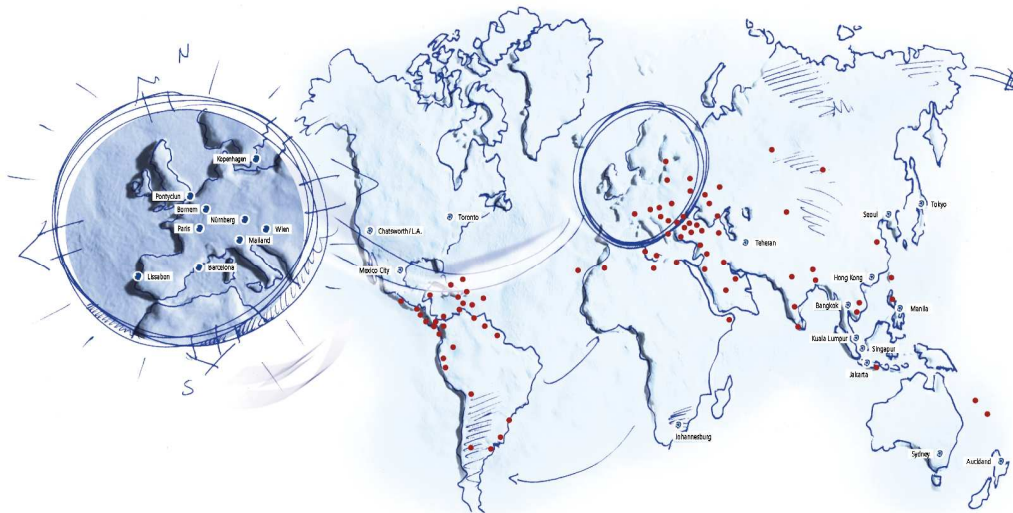 N
Kopenhagen
Pontyclun
Bornem
Nürnberg
Paris
Wien
Mailand
Lissabon
Barcelona
S
Toronto
Chatsworth/L.A.
Mexico City
Teheran
Seoul
Tokyo
Hong Kong
Bangkok
Manila
Kuala Lumpur
Singapur
Jakarta
Johannesburg
Sydney
Auckland